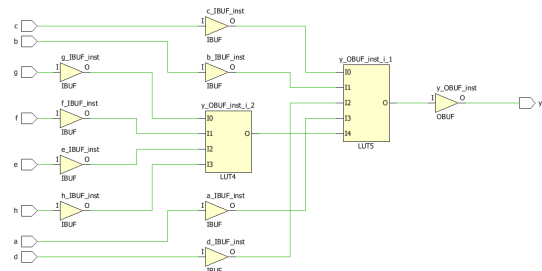 c_IBUF_inst
c
I
O
IBUF
b
g_IBUF_inst
b_IBUF_inst
y_OBUF_inst_i_1
g
I
O
IBUF
I
O
IBUF
I0
I1
I2
I3
I4
O
LUT5
y_OBUF_inst
I
O
OBUF
y
f_IBUF_inst
f
I
O
IBUF
y_OBUF_inst_i_2
I0
I1
I2
I3
O
LUT4
e_IBUF_inst
e
I
O
IBUF
h_IBUF_inst
h
I
O
IBUF
a_IBUF_inst
a
I
O
IBUF
d_IBUF_inst
d
I
O
IBUF